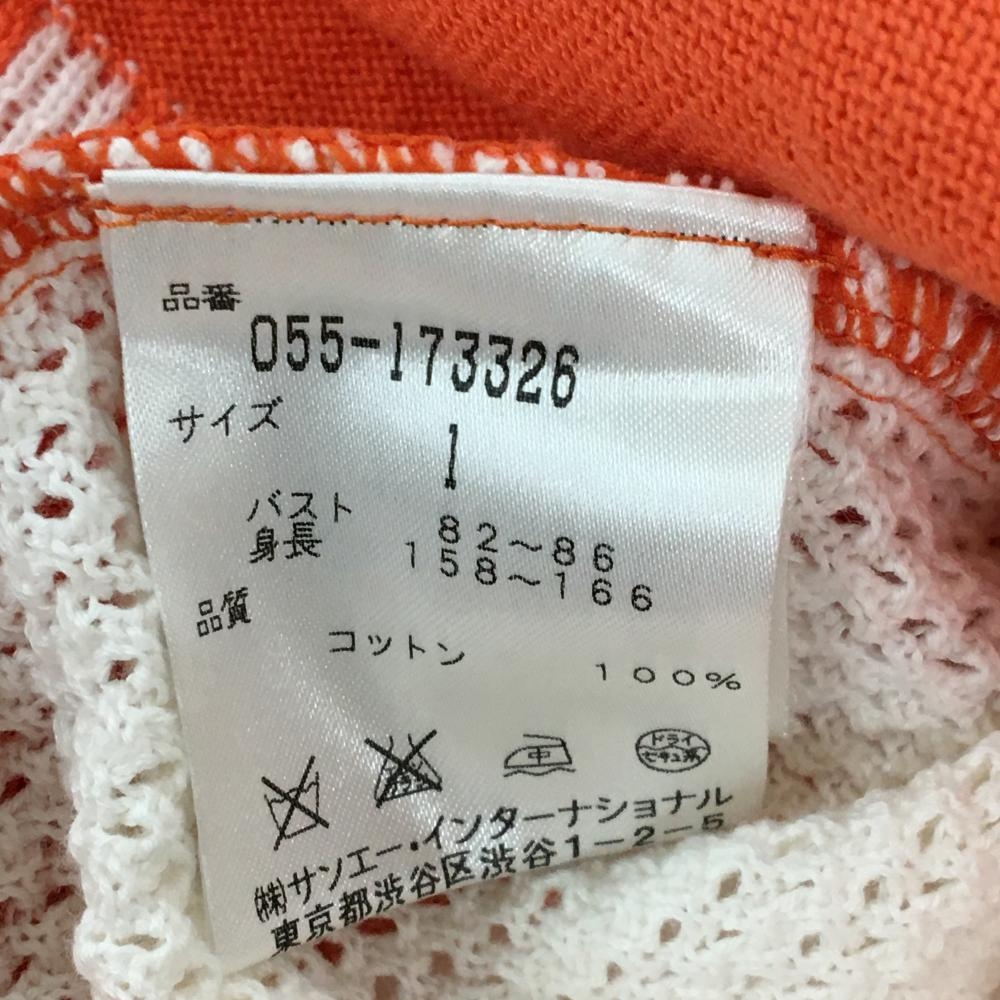 品番
055-173326
サイズ
1
バスト 82～86
身長 158～166
品質
コットン 100%
中
ドライ
セキユ系
(株)サンエー・インターナショナル
東京都渋谷区渋谷1-2-5